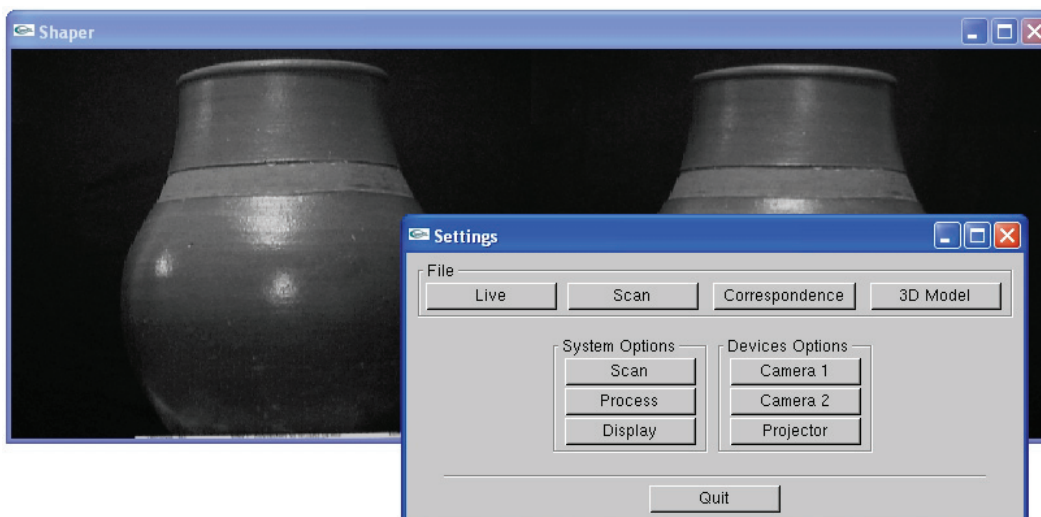 Shaper
Settings
File
Live Scan Correspondence 3D Model
System Options Devices Options
Scan Camera 1
Process Camera 2
Display Projector
Quit